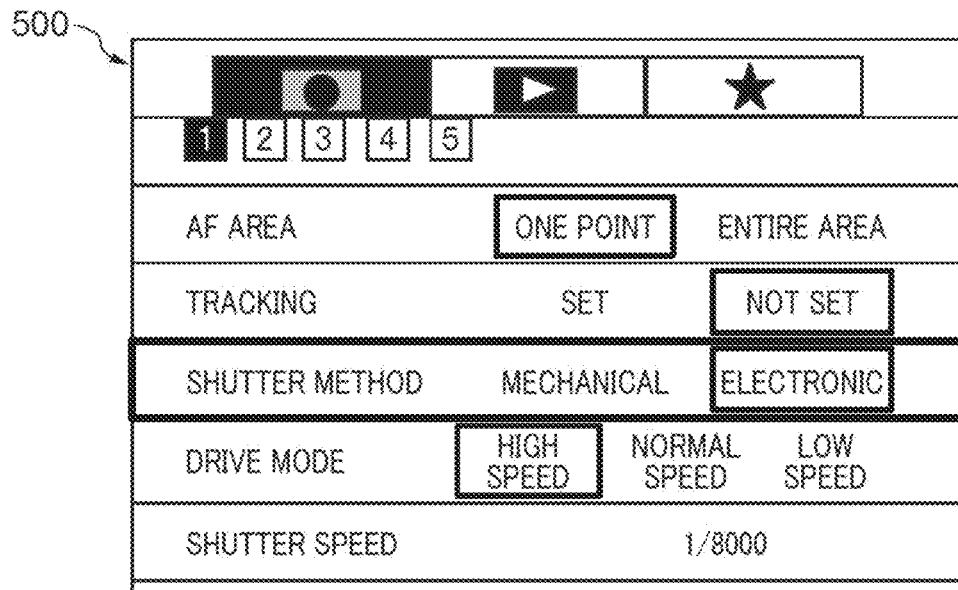 500
1 2 3 4 5
AF AREA ONE POINT ENTIRE AREA
TRACKING SET NOT SET
SHUTTER METHOD MECHANICAL ELECTRONIC
DRIVE MODE HIGH SPEED NORMAL SPEED LOW SPEED
SHUTTER SPEED 1/8000